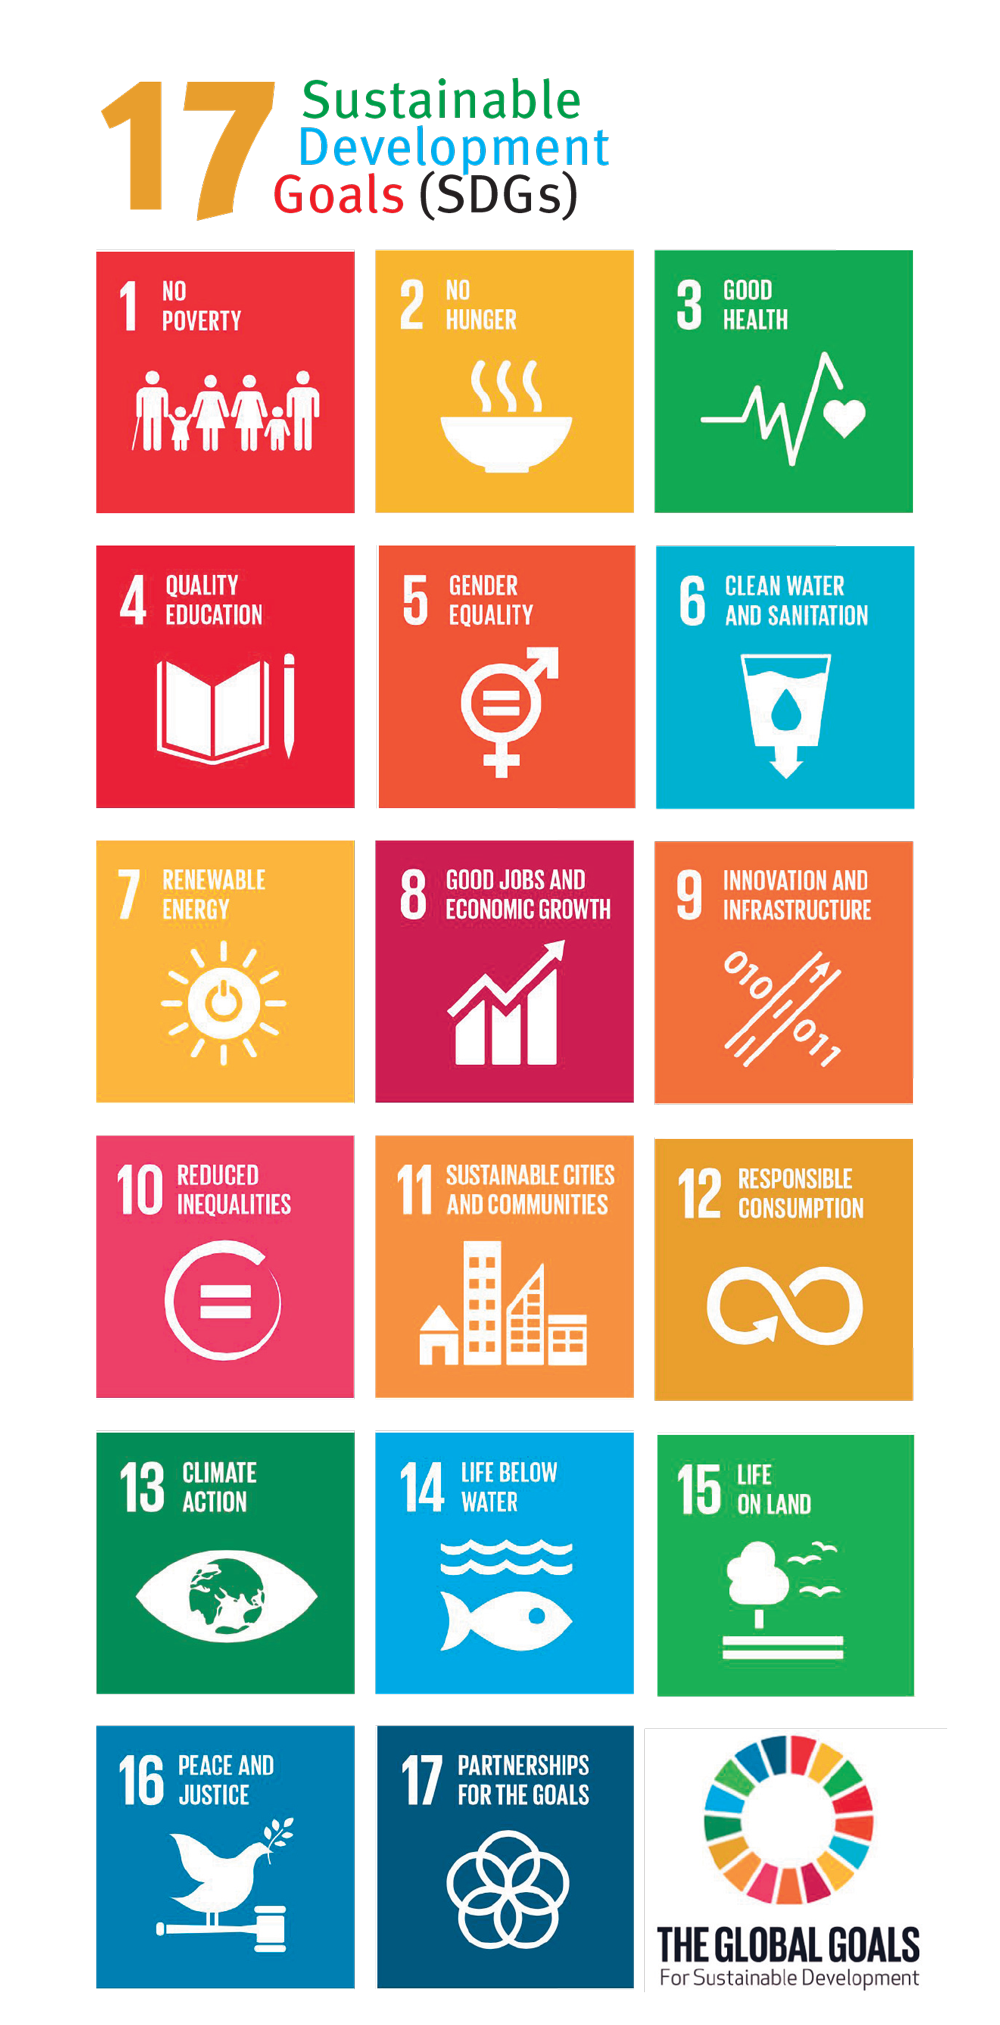 17 Sustainable
Development
Goals (SDGs)
1 NO
POVERTY
2 NO
HUNGER
3 GOOD
HEALTH
4 QUALITY
EDUCATION
5 GENDER
EQUALITY
6 CLEAN WATER
AND SANITATION
7 RENEWABLE
ENERGY
8 GOOD JOBS AND
ECONOMIC GROWTH
9 INNOVATION AND
INFRASTRUCTURE
010
011
10 REDUCED
INEQUALITIES
11 SUSTAINABLE CITIES
AND COMMUNITIES
12 RESPONSIBLE
CONSUMPTION
13 CLIMATE
ACTION
14 LIFE BELOW
WATER
15 LIFE
ON LAND
16 PEACE AND
JUSTICE
17 PARTNERSHIPS
FOR THE GOALS
THE GLOBAL GOALS
For Sustainable Development